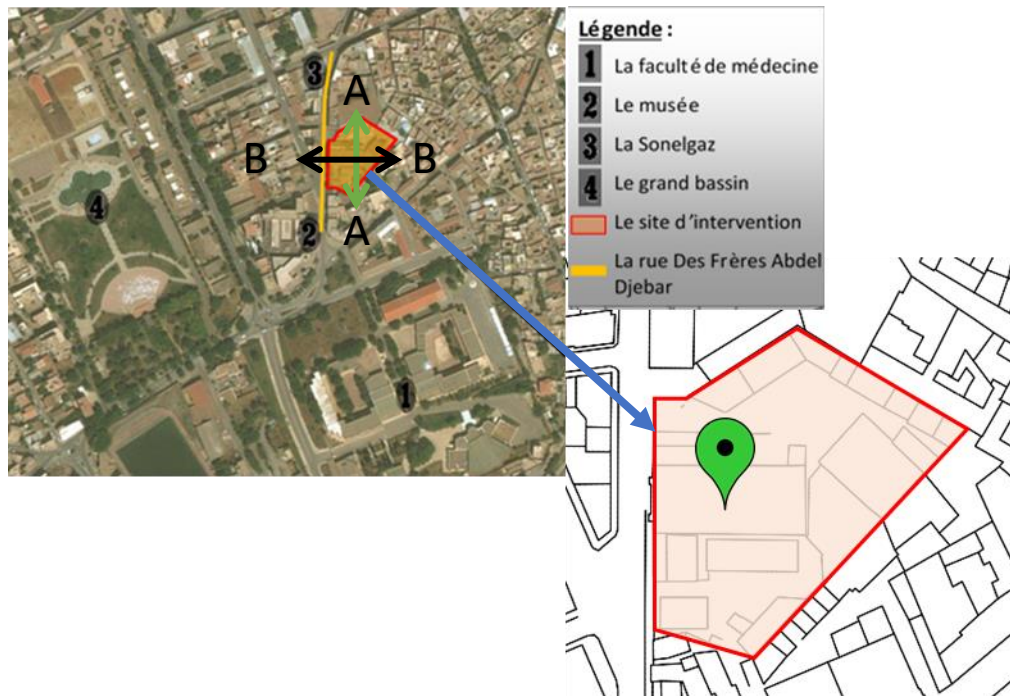 3
A
B
B
4
A
2
1
Légende :
1 La faculté de médecine
2 Le musée
3 La Sonelgaz
4 Le grand bassin
Le site d'intervention
La rue Des Frères Abdel
Djebar